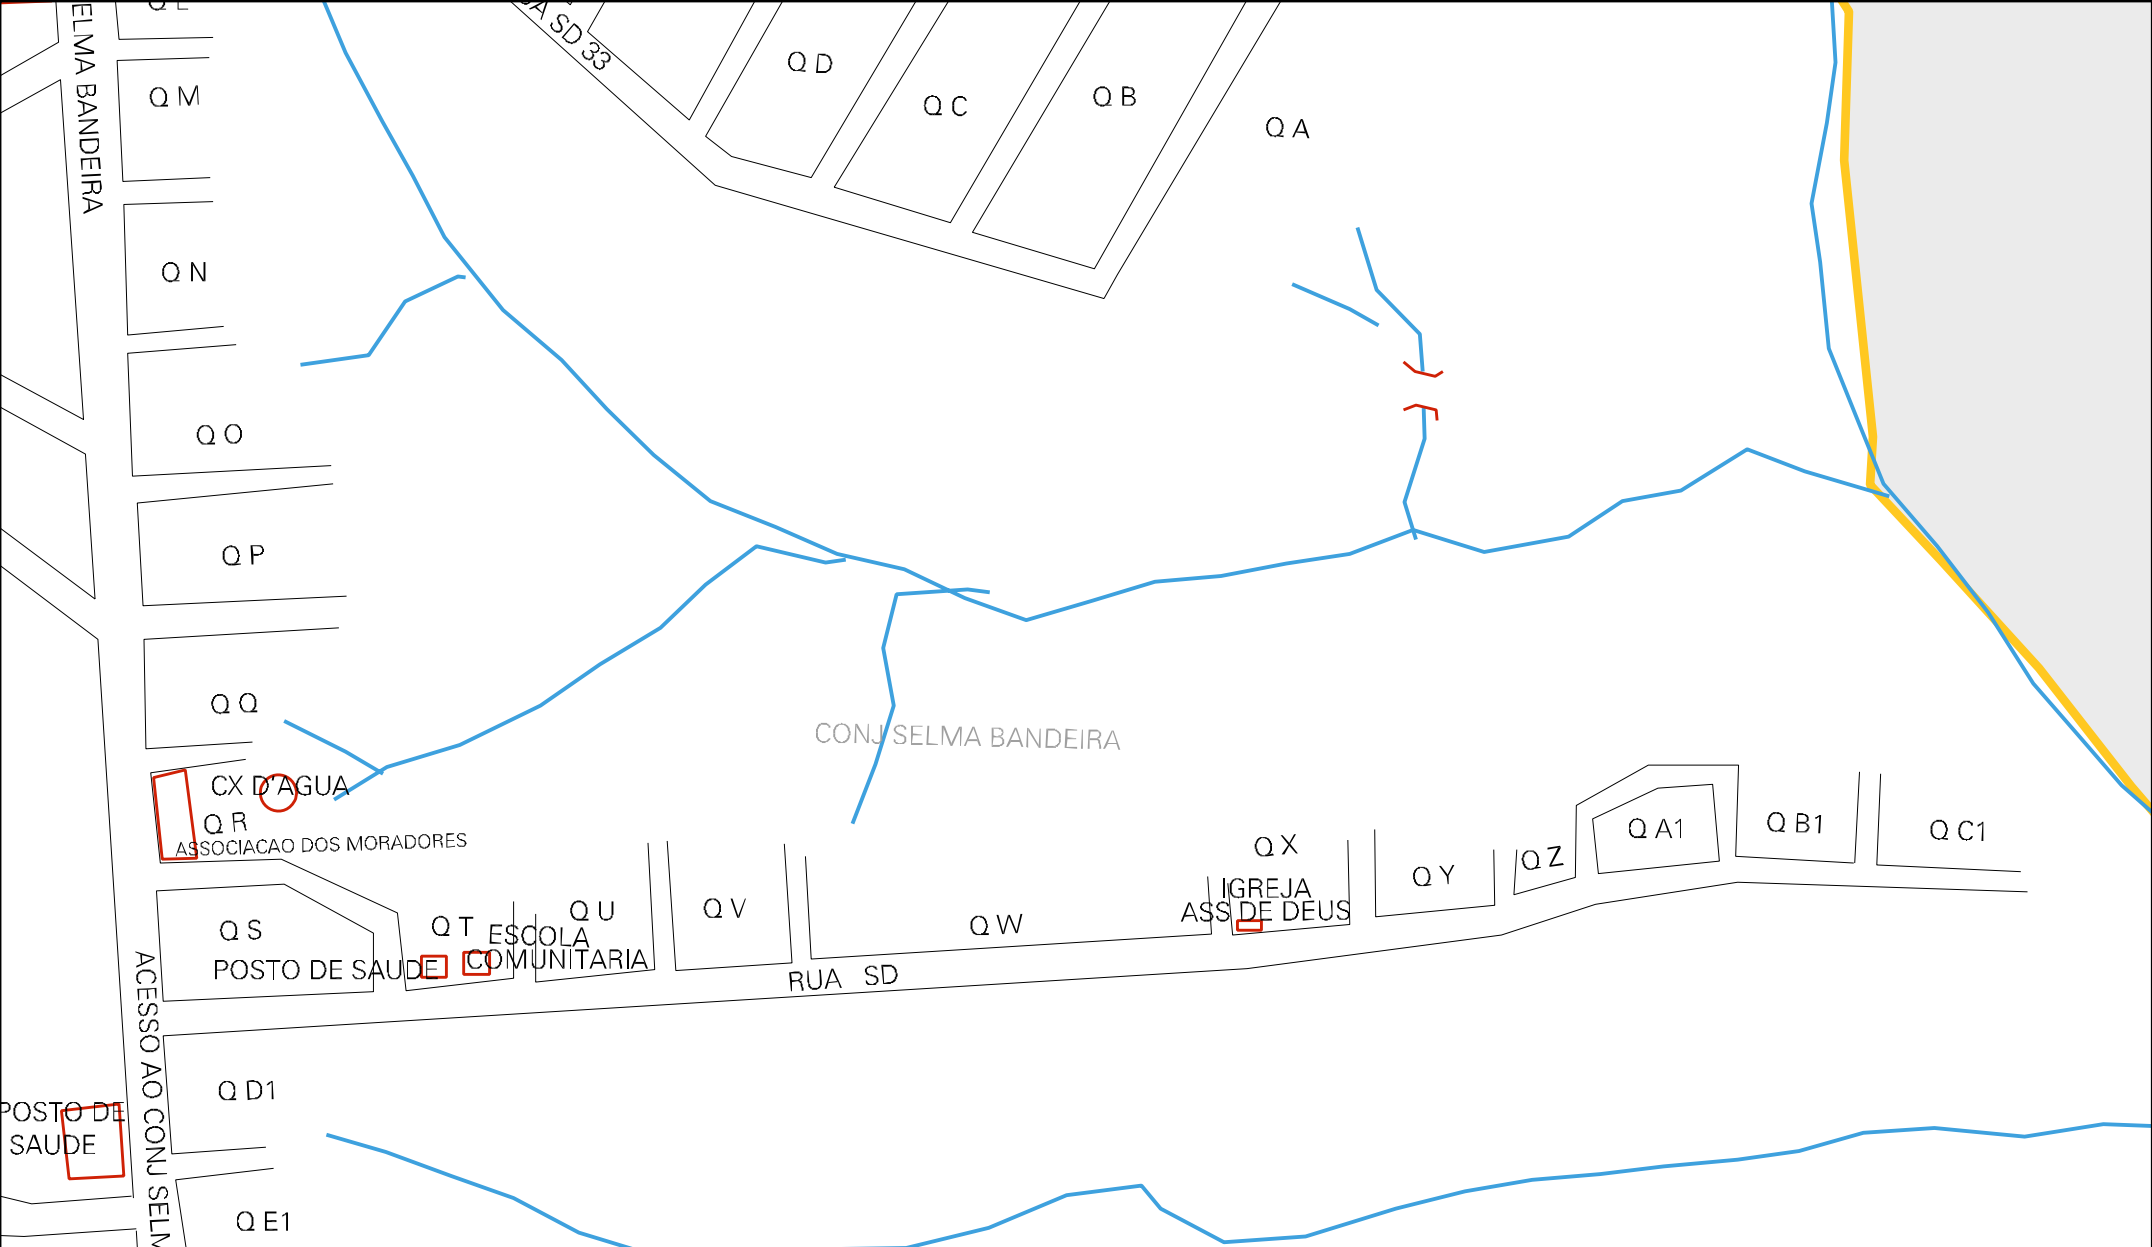 SELMA BANDEIRA
SD 33
Q M
Q D
Q C
Q B
Q A
Q N
Q O
Q P
Q Q
CONJ SELMA BANDEIRA
CX D'AGUA
Q R
ASSOCIACAO DOS MORADORES
Q S
Q T
Q U
Q V
Q W
Q X
Q Y
Q Z
Q A1
Q B1
Q C1
IGREJA
ASS DE DEUS
ESCOLA
COMUNITARIA
POSTO DE SAUDE
RUA SD
ACESSO AO CONJ SELM
Q D1
POSTO DE
SAUDE
Q E1